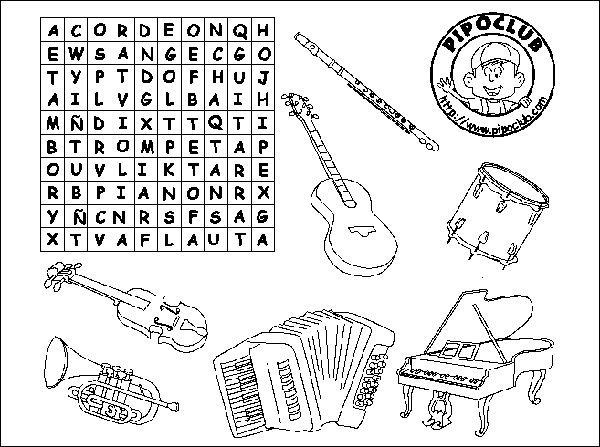 A C O R D E O N Q H
E W S A N G E C G O
T Y P T D O F H U J
A I L V G L B A I H
M Ñ D I X T T Q T I
B T R O M P E T A P
O U V L I K T A R E
R B P I A N O N R X
Y Ñ C N R S F S A G
X T V A F L A U T A
PIPOCLUB
http://www.pipoclub.com